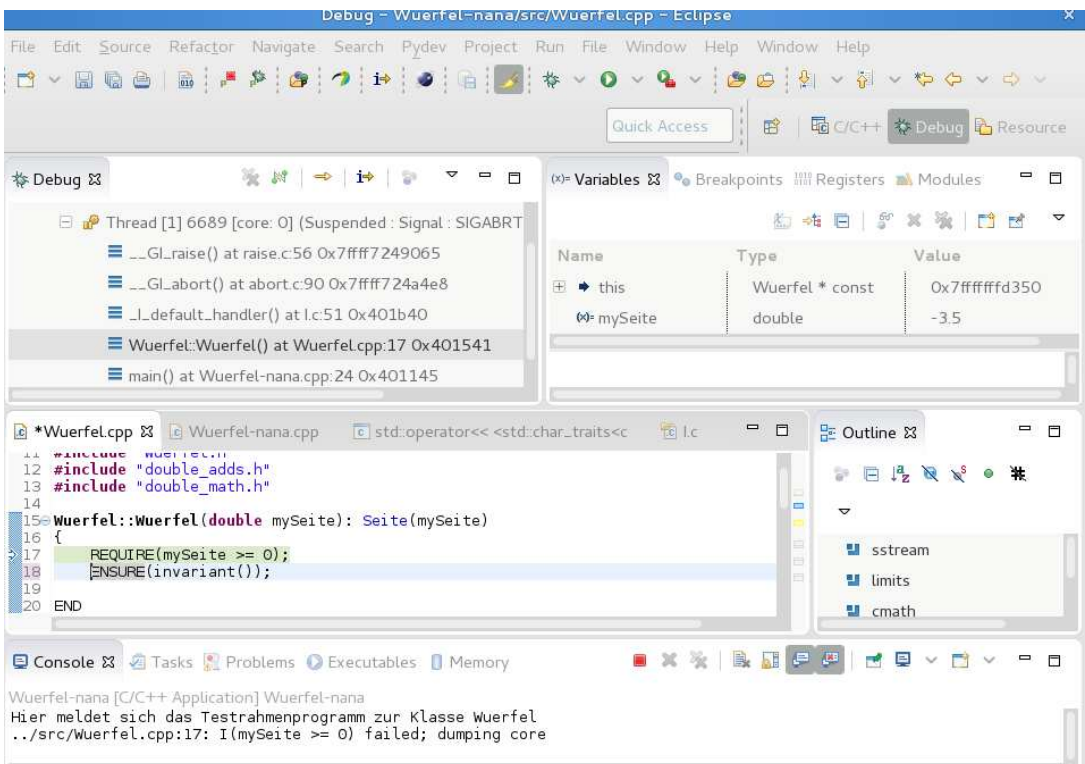 Debug - Wuerfel-nana/src/Wuerfel.cpp - Eclipse
File Edit Source Refactor Navigate Search Pydev Project Run File Window Help Window Help
Quick Access
C/C++ Debug Resource
Debug
Thread [1] 6689 [core: 0] (Suspended : Signal : SIGABRT
__GI_raise() at raise.c:56 0x7ffff7249065
__GI_abort() at abort.c:90 0x7ffff724a4e8
_I_default_handler() at I.c:51 0x401b40
Wuerfel::Wuerfel() at Wuerfel.cpp:17 0x401541
main() at Wuerfel-nana.cpp:24 0x401145
(x)= Variables Breakpoints Registers Modules
Name Type Value
this Wuerfel * const 0x7fffffffd350
(x)= mySeite double -3.5
*Wuerfel.cpp Wuerfel-nana.cpp std::operator<< <std::char_traits<c I.c
11 #include "Wuerfel.h"
12 #include "double_adds.h"
13 #include "double_math.h"
14
15 Wuerfel::Wuerfel(double mySeite): Seite(mySeite)
16 {
17 REQUIRE(mySeite >= 0);
18 ENSURE(invariant());
19
20 END
Outline
sstream
limits
cmath
Console Tasks Problems Executables Memory
Wuerfel-nana [C/C++ Application] Wuerfel-nana
Hier meldet sich das Testrahmenprogramm zur Klasse Wuerfel
../src/Wuerfel.cpp:17: I(mySeite >= 0) failed; dumping core